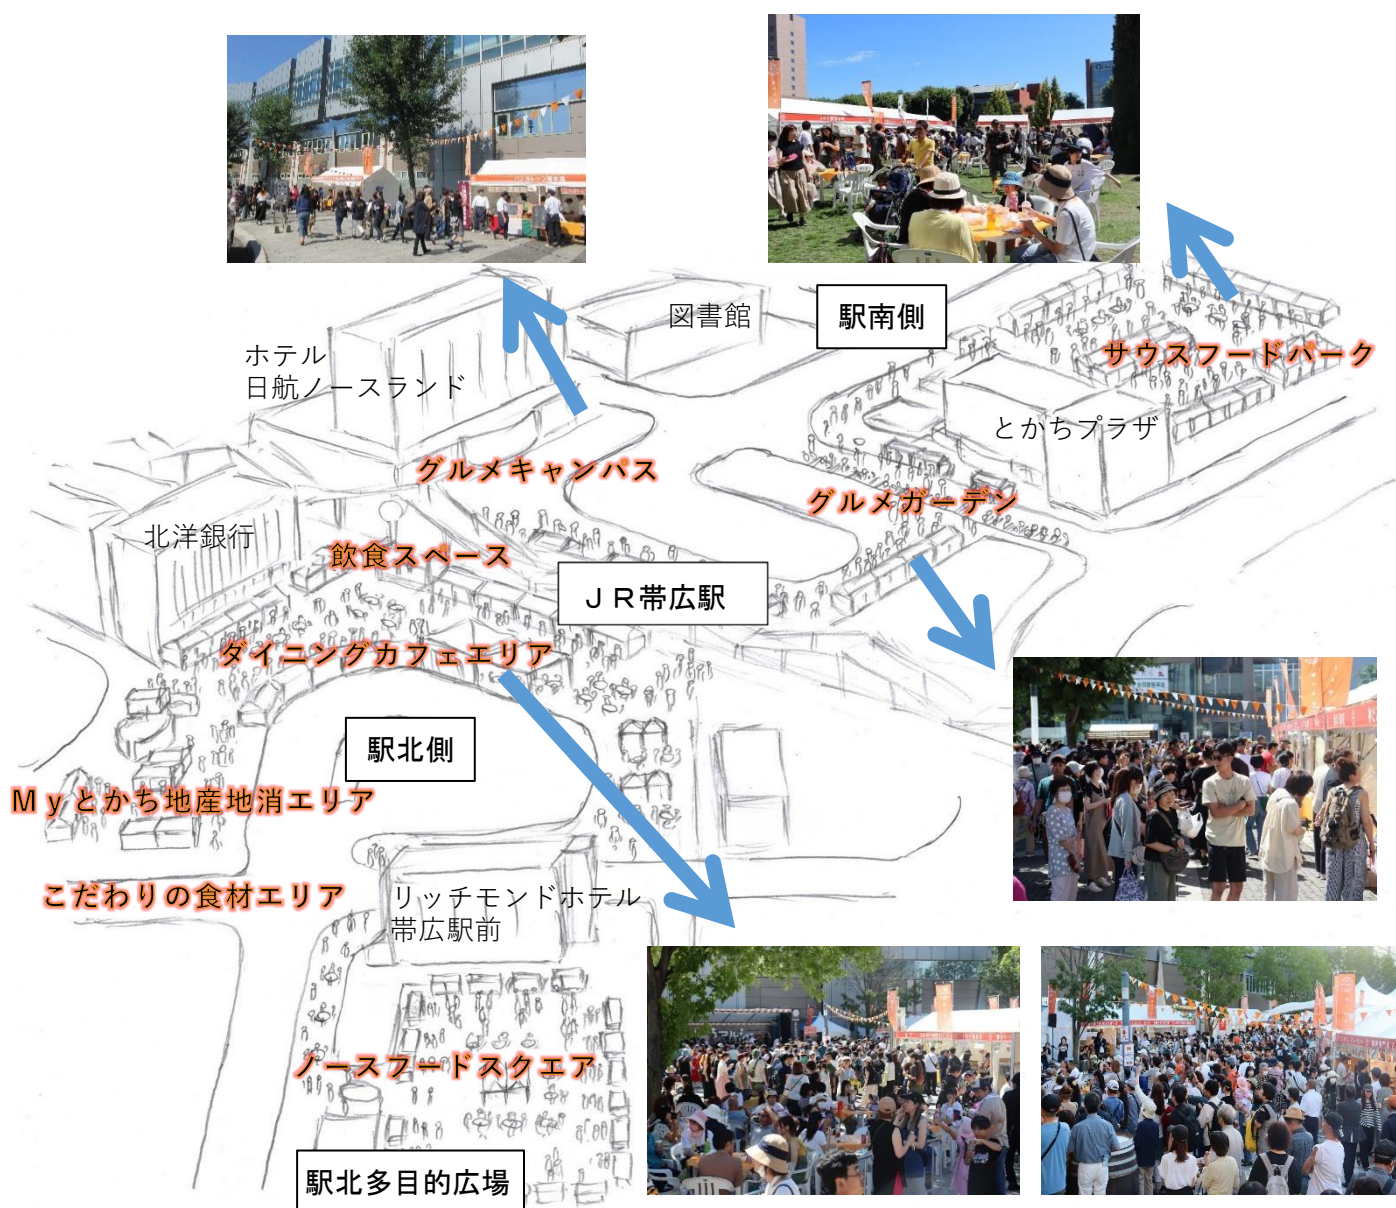 図書館
駅南側
ホテル
日航ノースランド
サウスフードパーク
とかちプラザ
グルメキャンパス
グルメガーデン
北洋銀行
飲食スペース
ＪＲ帯広駅
ダイニングカフェエリア
駅北側
Ｍｙとかち地産地消エリア
こだわりの食材エリア
リッチモンドホテル
帯広駅前
ノースフードスクエア
駅北多目的広場